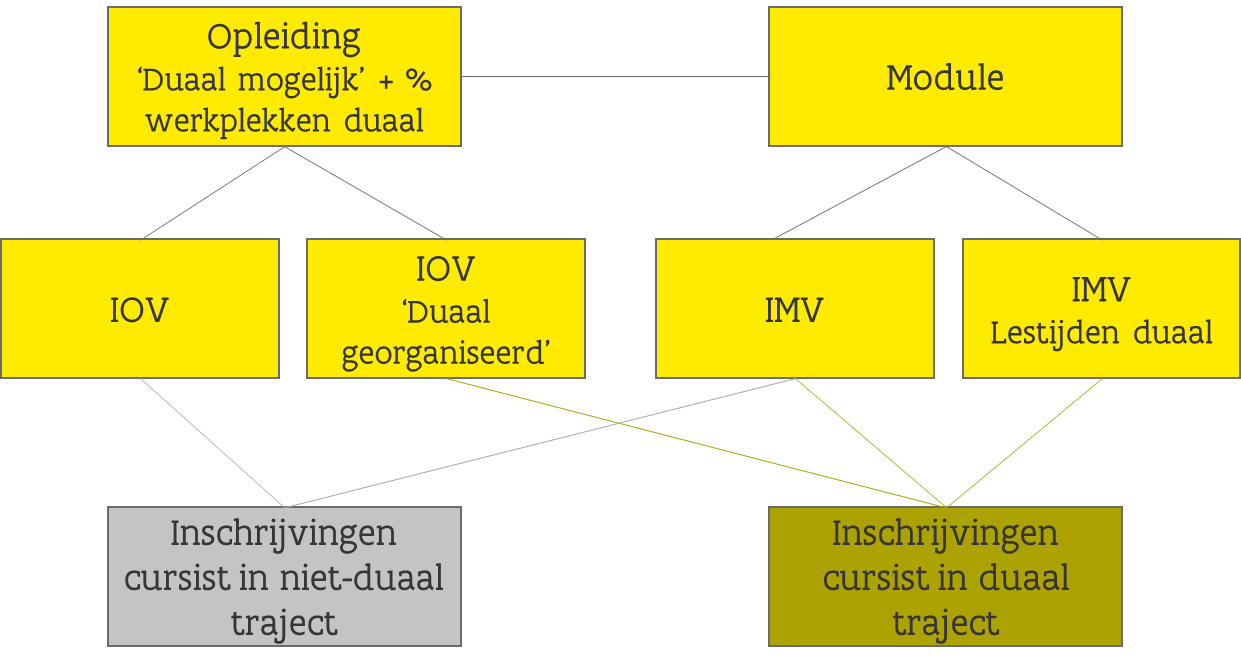 Opleiding
‘Duaal mogelijk’ + %
werkplekken duaal
Module
IOV
IOV
‘Duaal
georganiseerd’
IMV
IMV
Lestijden duaal
Inschrijvingen
cursist in niet-duaal
traject
Inschrijvingen
cursist in duaal
traject